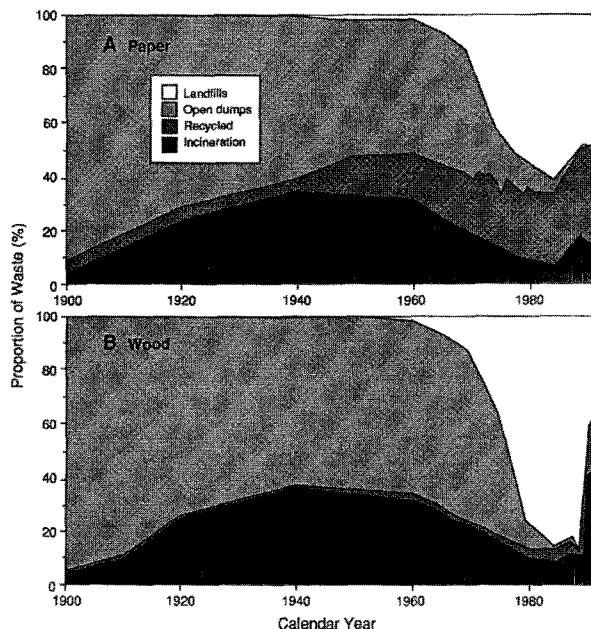 100
80
60
40
20
0
A Paper
Landfills
Open dumps
Recycled
Incineration
1900
1920
1940
1960
1980
Proportion of Waste (%)
100
80
60
40
20
0
B Wood
1900
1920
1940
1960
1980
Calendar Year